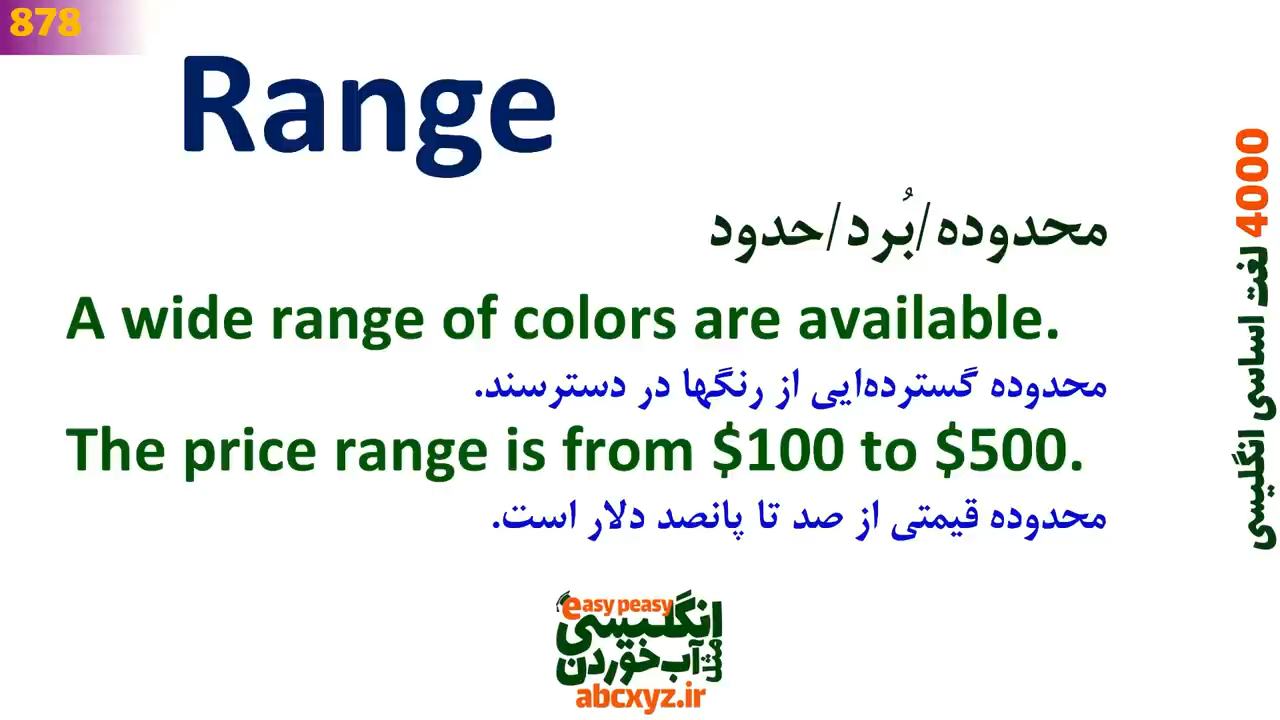 878
Range
محدوده/بُرد/حدود
A wide range of colors are available.
محدوده گسترده‌ایی از رنگها در دسترسند.
The price range is from $100 to $500.
محدوده قیمتی از صد تا پانصد دلار است.
4000 لغت اساسی انگلیسی
easy peasy
انگلیسی
مثل آب خوردن
abcxyz.ir